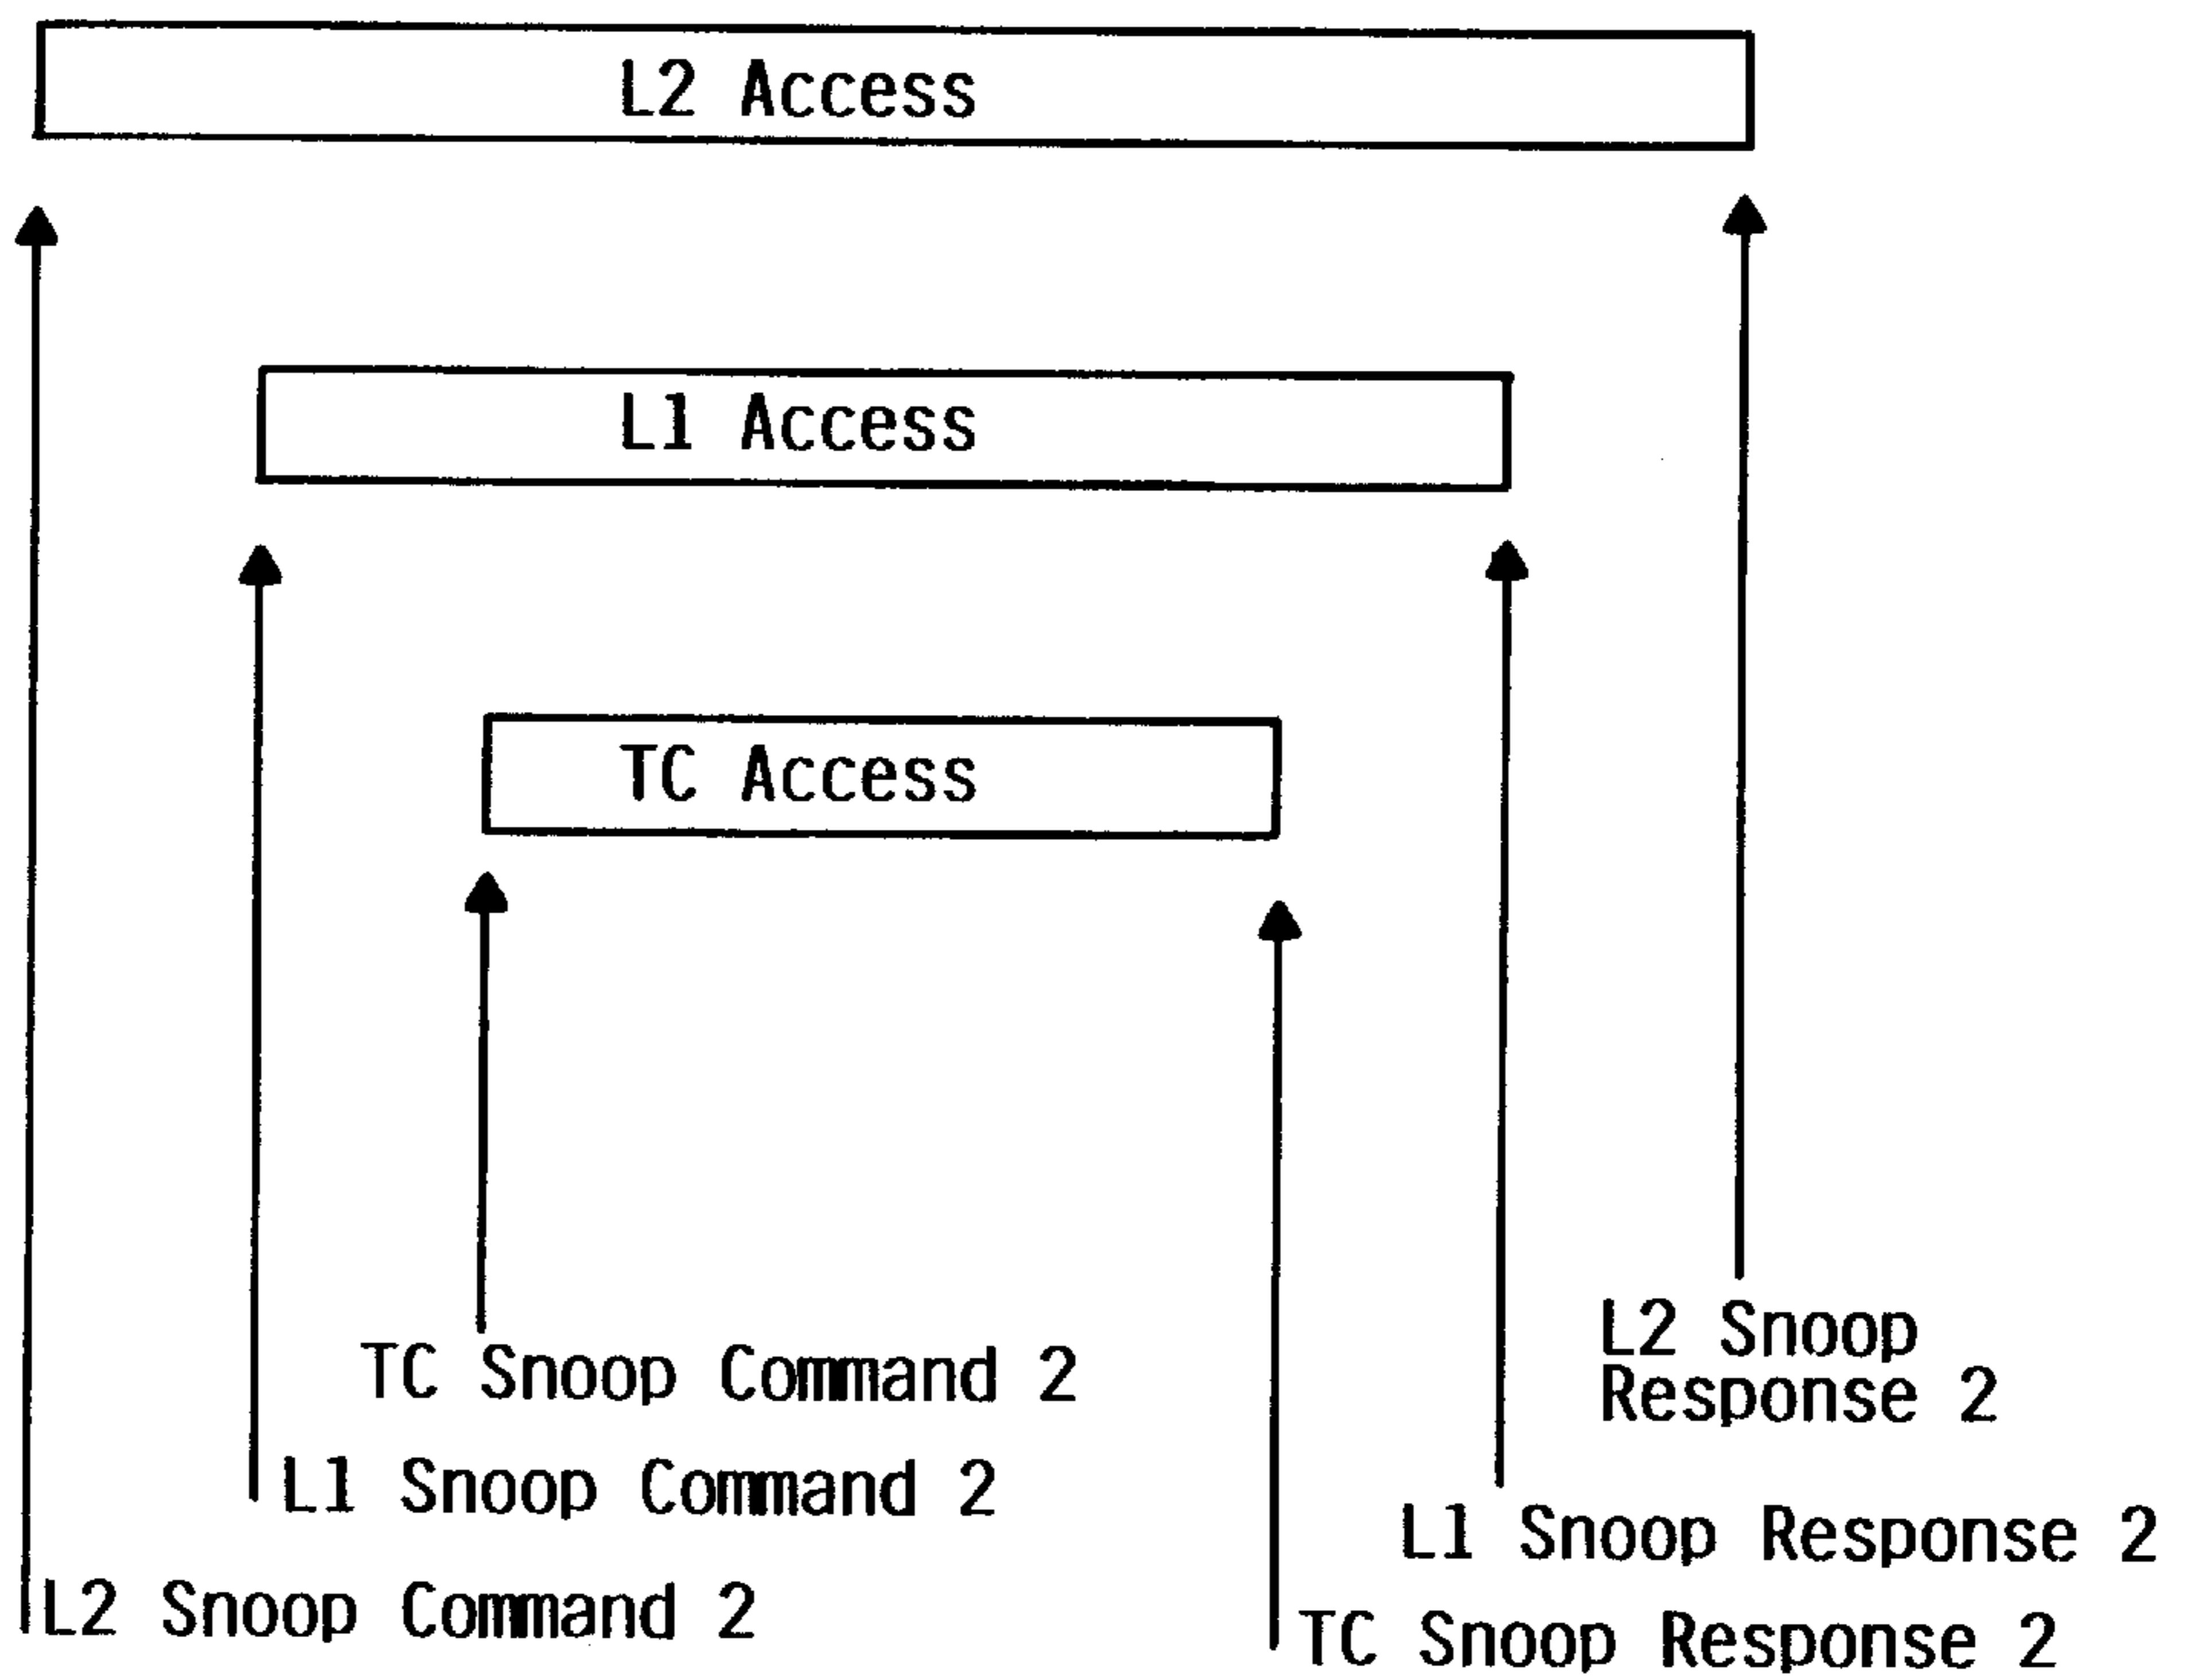 L2 Access
L1 Access
TC Access
TC Snoop Command 2
L1 Snoop Command 2
L2 Snoop Command 2
L2 Snoop
Response 2
L1 Snoop Response 2
TC Snoop Response 2